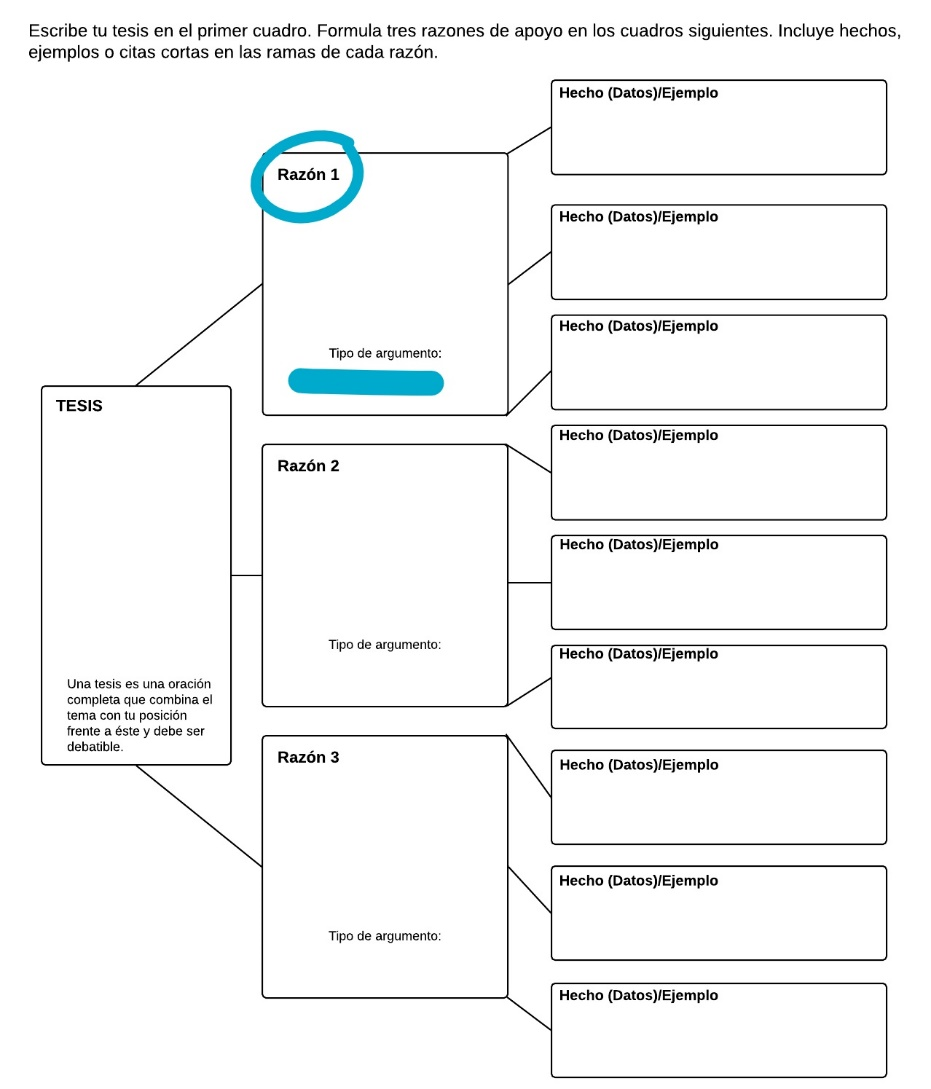 Escribe tu tesis en el primer cuadro. Formula tres razones de apoyo en los cuadros siguientes. Incluye hechos,
ejemplos o citas cortas en las ramas de cada razón.
TESIS
Una tesis es una oración
completa que combina el
tema con tu posición
frente a éste y debe ser
debatible.
Razón 1
Tipo de argumento:
Hecho (Datos)/Ejemplo
Hecho (Datos)/Ejemplo
Hecho (Datos)/Ejemplo
Razón 2
Tipo de argumento:
Hecho (Datos)/Ejemplo
Hecho (Datos)/Ejemplo
Hecho (Datos)/Ejemplo
Razón 3
Tipo de argumento:
Hecho (Datos)/Ejemplo
Hecho (Datos)/Ejemplo
Hecho (Datos)/Ejemplo